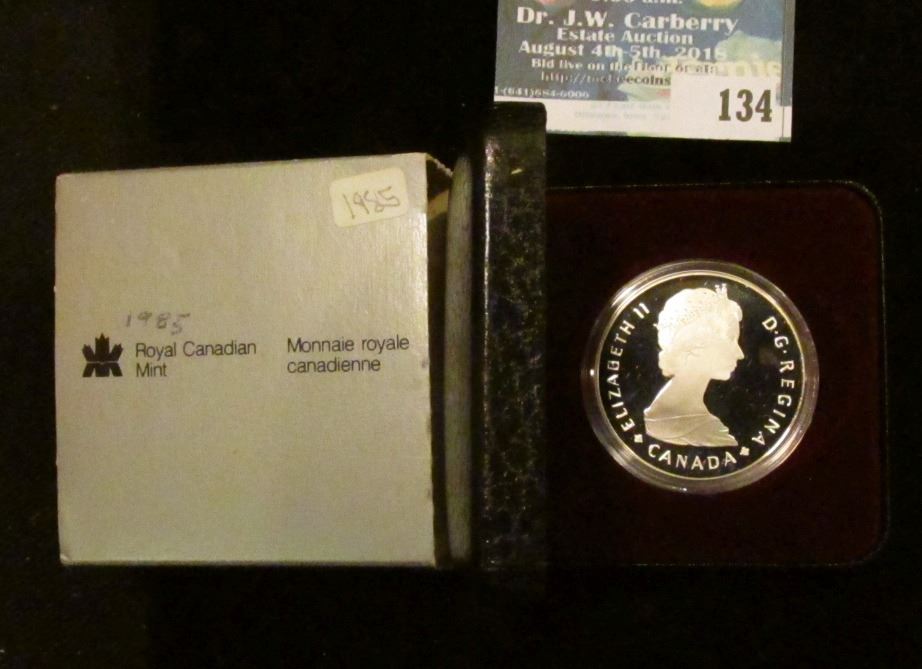 Dr. J.W. Carberry
Estate Auction
August 4th-5th, 2018
Bid live on the floor or at:
134
1985
1985
Royal Canadian
Mint
Monnaie royale
canadienne
ELIZABETH II
D·G·REGINA
CANADA